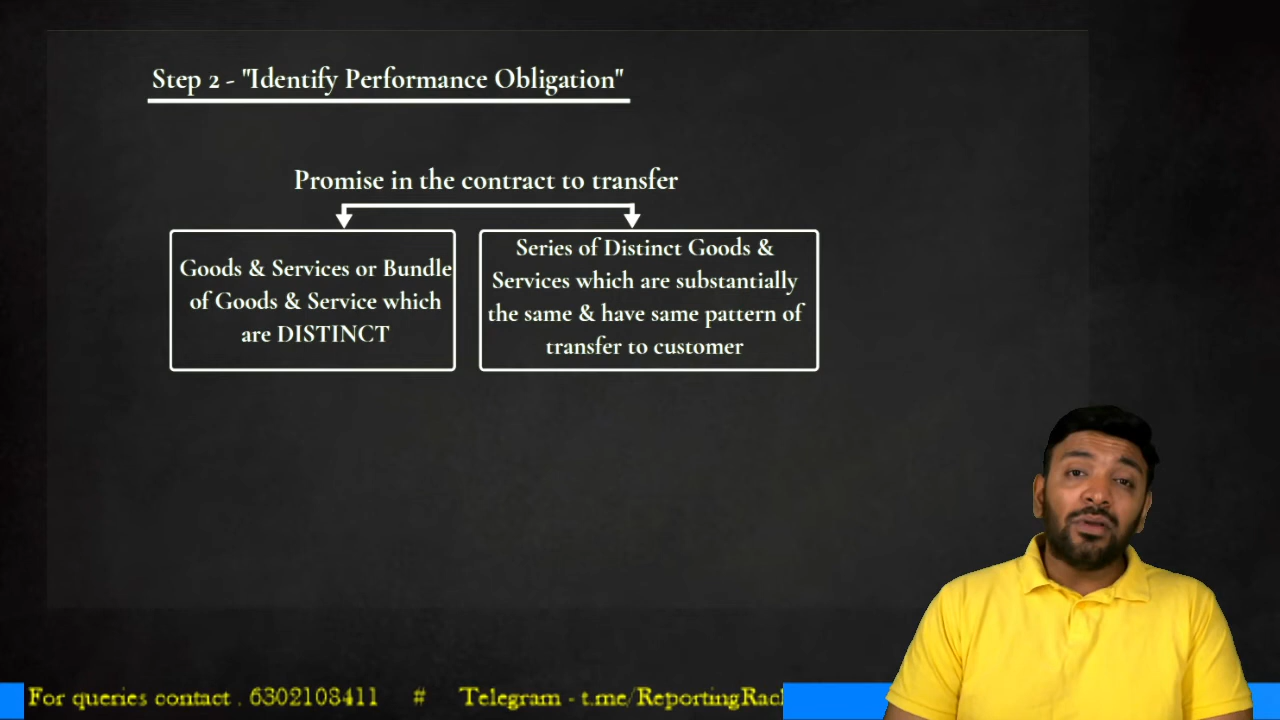 Step 2 - "Identify Performance Obligation"
Promise in the contract to transfer
Goods & Services or Bundle
of Goods & Service which
are DISTINCT
Series of Distinct Goods &
Services which are substantially
the same & have same pattern of
transfer to customer
For queries contact . 6302108411 # Telegram - t.me/ReportingRac